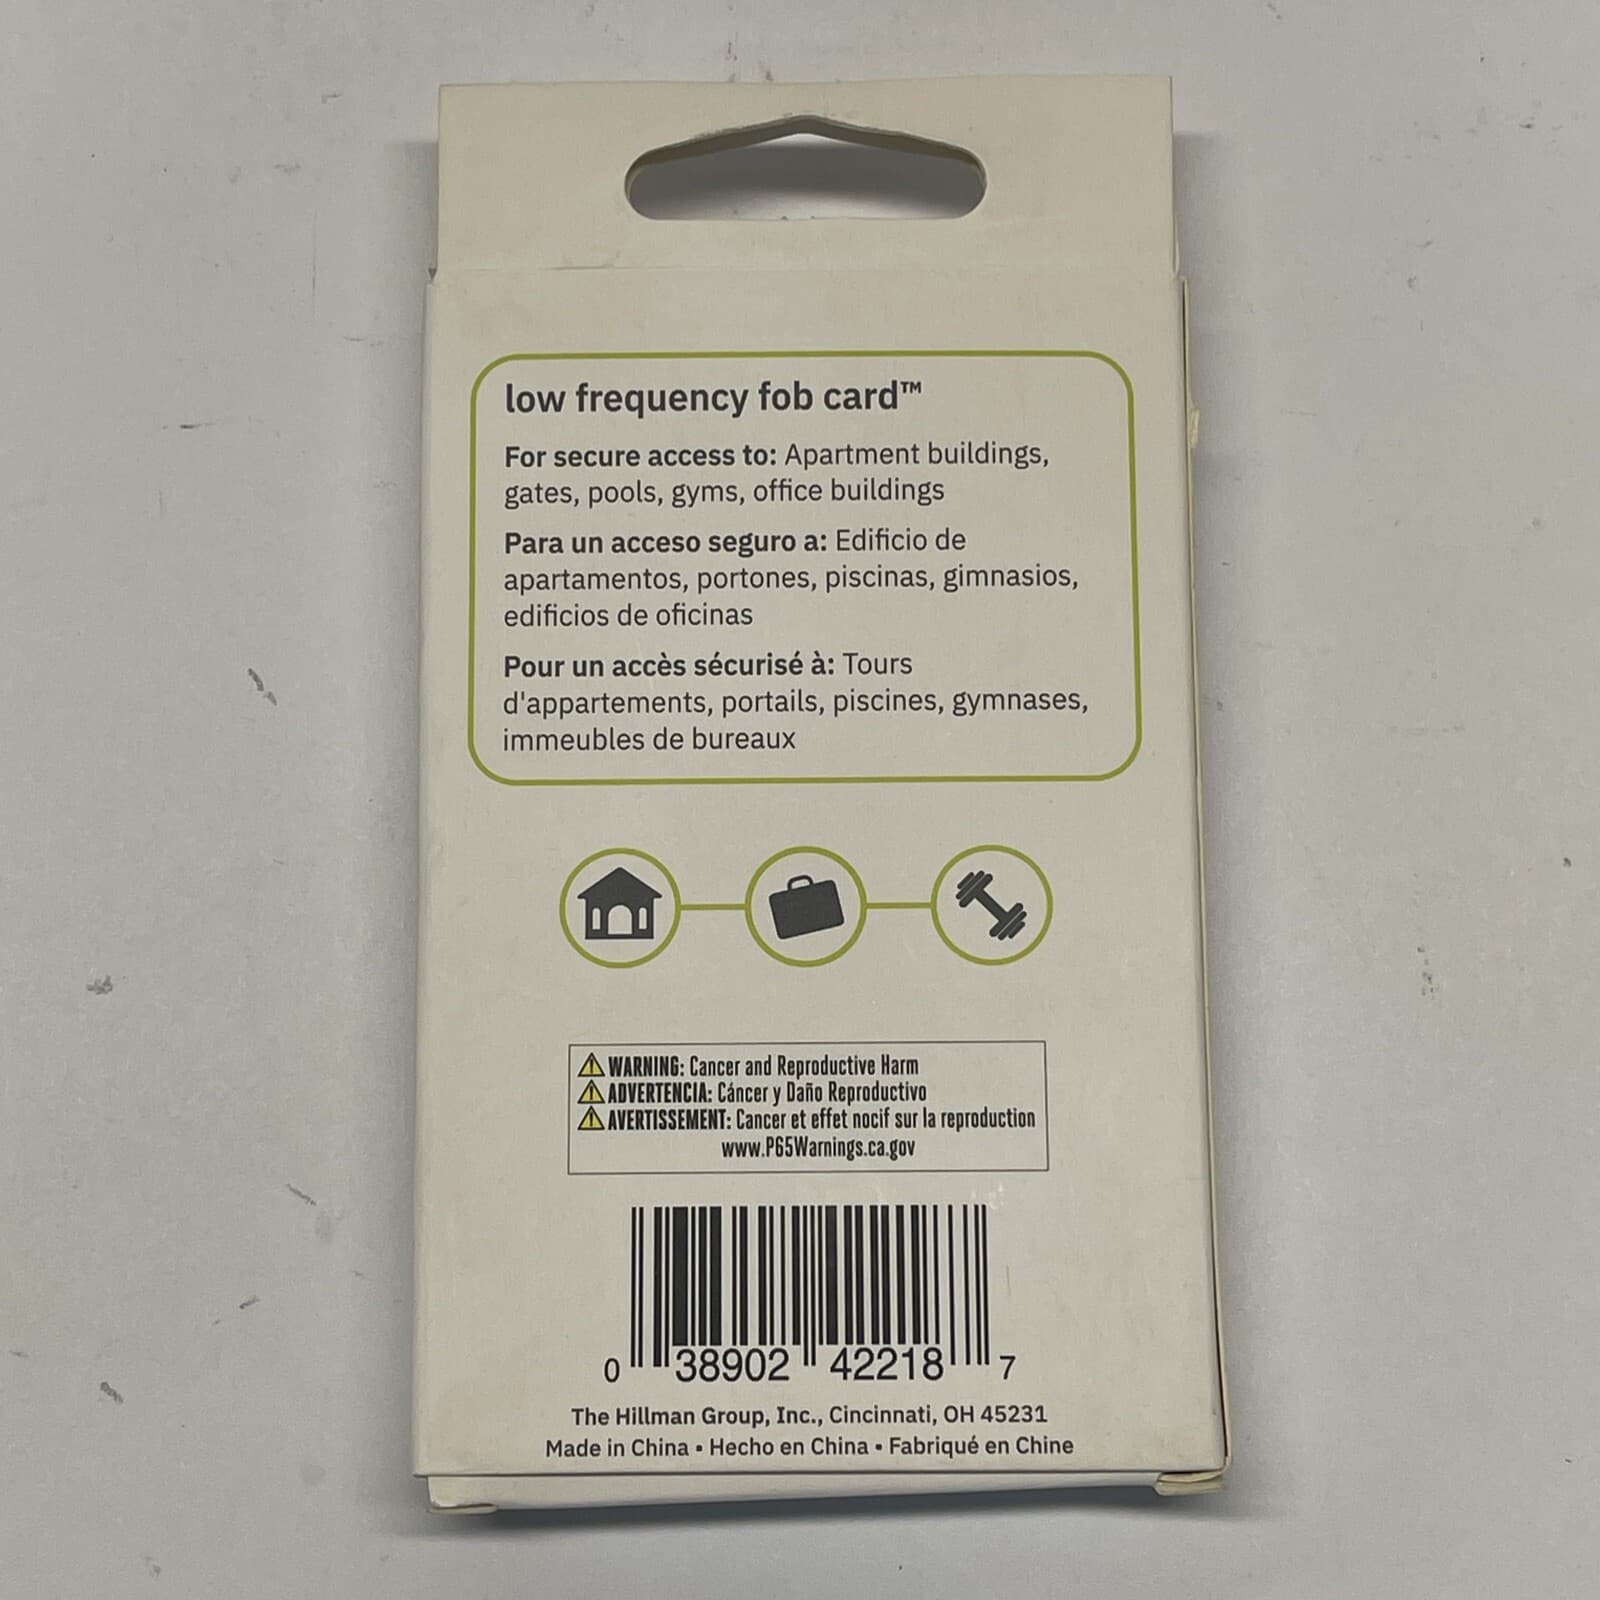 low frequency fob card™
For secure access to: Apartment buildings,
gates, pools, gyms, office buildings
Para un acceso seguro a: Edificio de
apartamentos, portones, piscinas, gimnasios,
edificios de oficinas
Pour un accès sécurisé à: Tours
d'appartements, portails, piscines, gymnases,
immeubles de bureaux
WARNING: Cancer and Reproductive Harm
ADVERTENCIA: Cáncer y Daño Reproductivo
AVERTISSEMENT: Cancer et effet nocif sur la reproduction
www.P65Warnings.ca.gov
0 38902 42218 7
The Hillman Group, Inc., Cincinnati, OH 45231
Made in China • Hecho en China • Fabriqué en Chine